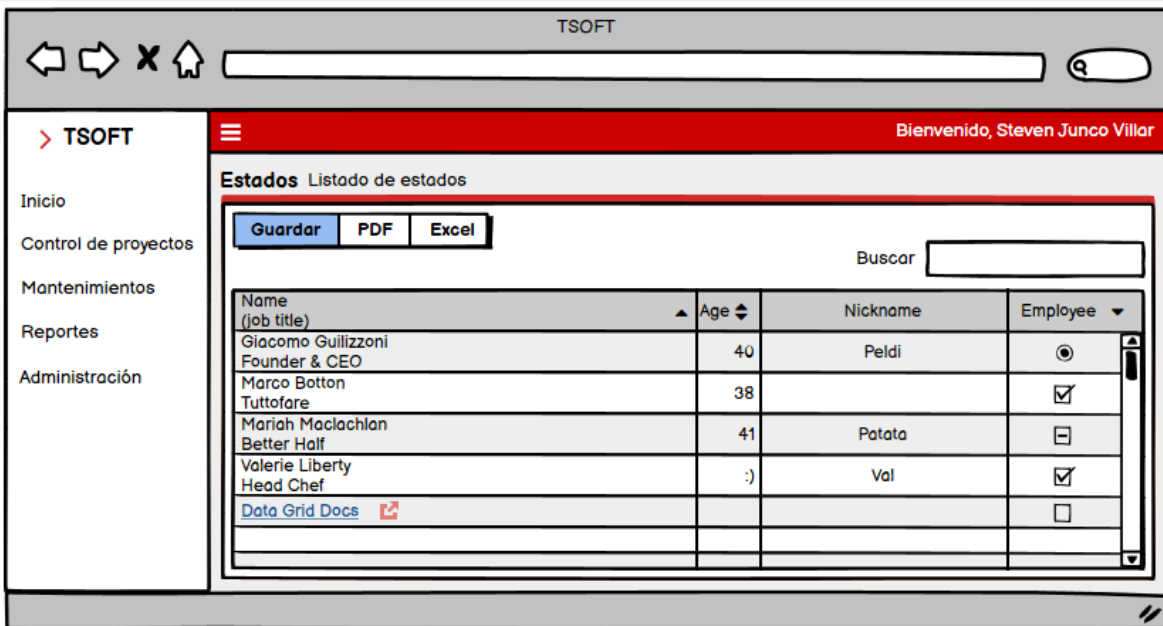 TSOFT
> TSOFT
Bienvenido, Steven Junco Villar
Inicio
Control de proyectos
Mantenimientos
Reportes
Administración
Estados Listado de estados
Guardar PDF Excel
Buscar
Name
(job title)
Age
Nickname
Employee
Giacomo Guilizzoni
Founder & CEO
40
Peldi
Marco Botton
Tuttofare
38
Mariah Maclachlan
Better Half
41
Patata
Valerie Liberty
Head Chef
:)
Val
Data Grid Docs